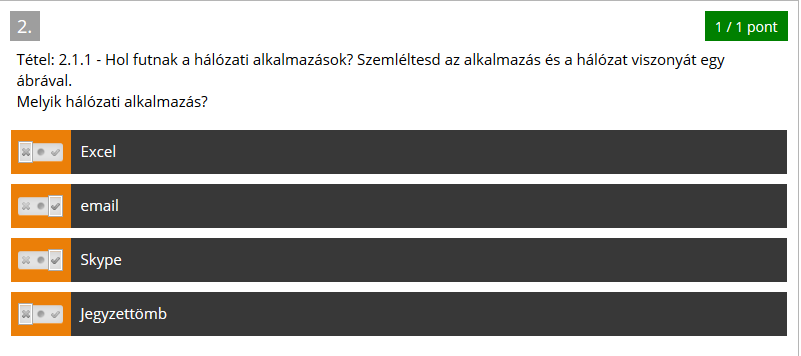 2.
1 / 1 pont
Tétel: 2.1.1 - Hol futnak a hálózati alkalmazások? Szemléltesd az alkalmazás és a hálózat viszonyát egy
ábrával.
Melyik hálózati alkalmazás?
Excel
email
Skype
Jegyzettömb